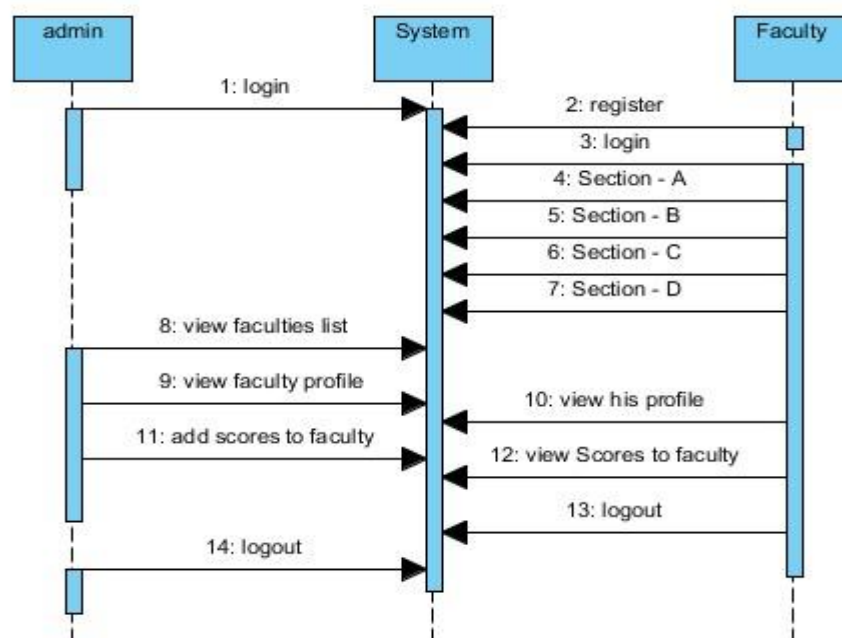 admin
System
Faculty
1: login
2: register
3: login
4: Section - A
5: Section - B
6: Section - C
7: Section - D
8: view faculties list
9: view faculty profile
10: view his profile
11: add scores to faculty
12: view Scores to faculty
13: logout
14: logout